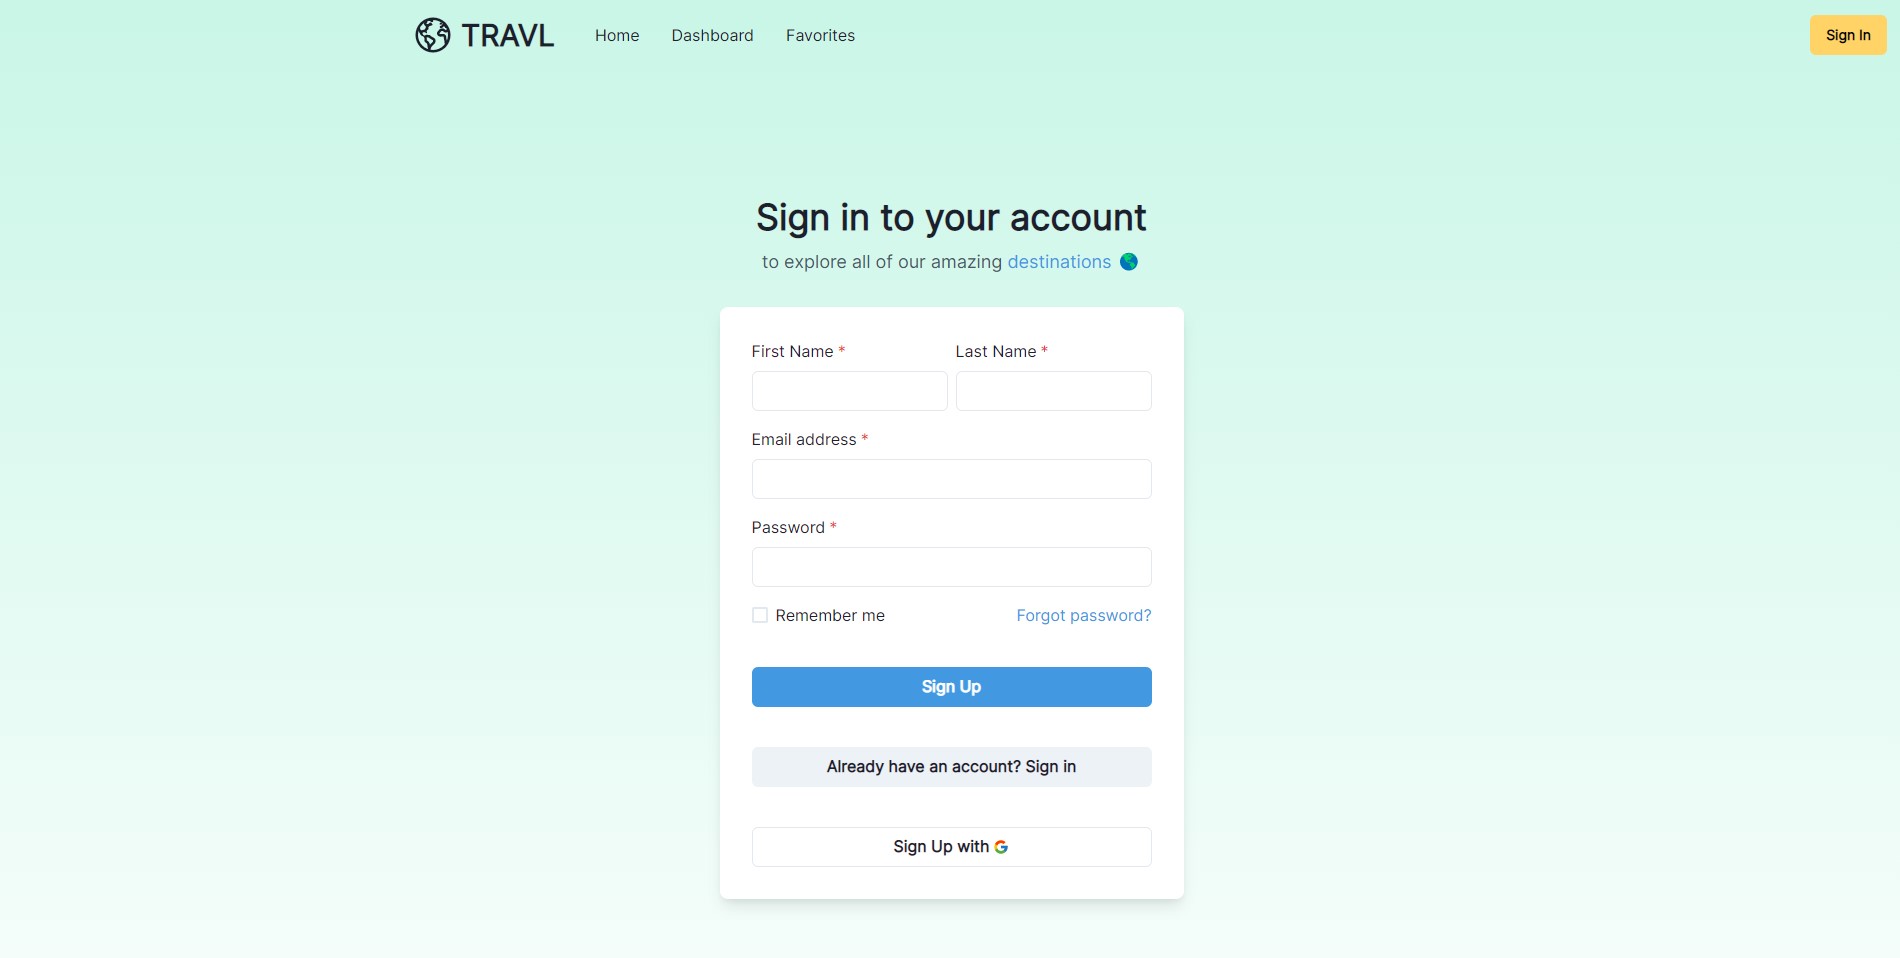 TRAVL Home Dashboard Favorites Sign In
Sign in to your account
to explore all of our amazing destinations 🌎
First Name * Last Name *
Email address *
Password *
Remember me Forgot password?
Sign Up
Already have an account? Sign in
Sign Up with G